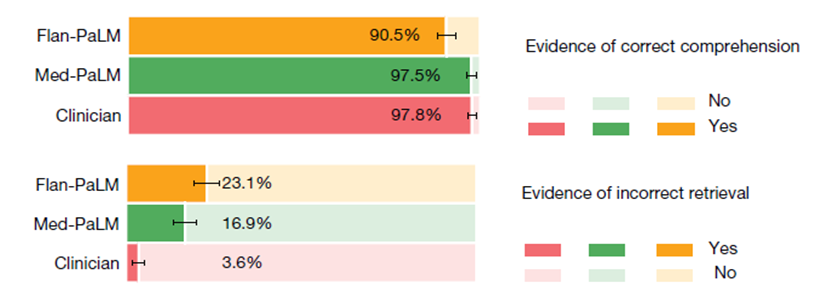 Flan-PaLM 90.5%
Med-PaLM 97.5%
Clinician 97.8%
Evidence of correct comprehension
No
Yes
Flan-PaLM 23.1%
Med-PaLM 16.9%
Clinician 3.6%
Evidence of incorrect retrieval
Yes
No